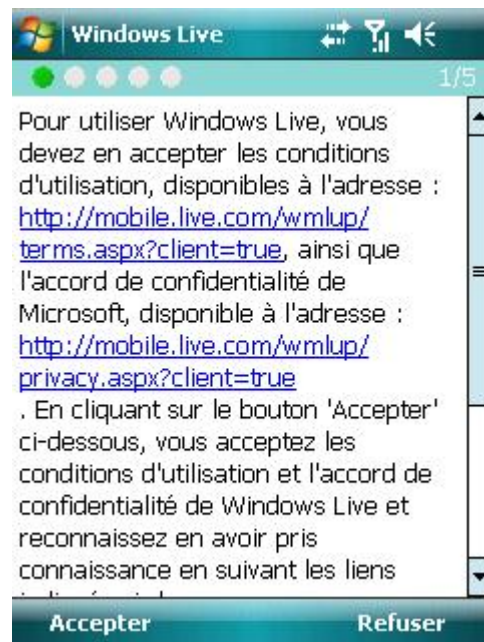 Windows Live
1/5
Pour utiliser Windows Live, vous
devez en accepter les conditions
d'utilisation, disponibles à l'adresse :
http://mobile.live.com/wmlup/
terms.aspx?client=true, ainsi que
l'accord de confidentialité de
Microsoft, disponible à l'adresse :
http://mobile.live.com/wmlup/
privacy.aspx?client=true
. En cliquant sur le bouton 'Accepter'
ci-dessous, vous acceptez les
conditions d'utilisation et l'accord de
confidentialité de Windows Live et
reconnaissez en avoir pris
connaissance en suivant les liens
Accepter
Refuser